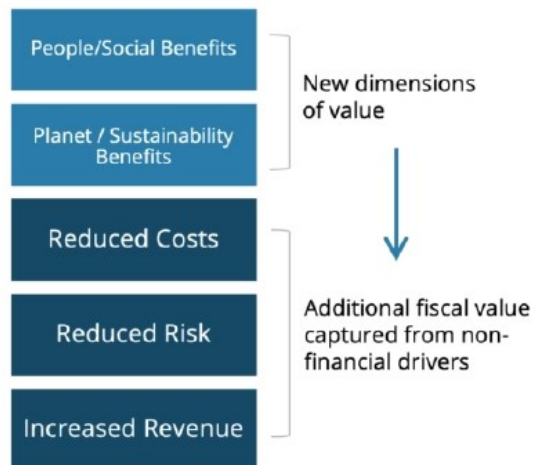 People/Social Benefits
New dimensions
of value
Planet / Sustainability
Benefits
Reduced Costs
Reduced Risk
Additional fiscal value
captured from non-
financial drivers
Increased Revenue